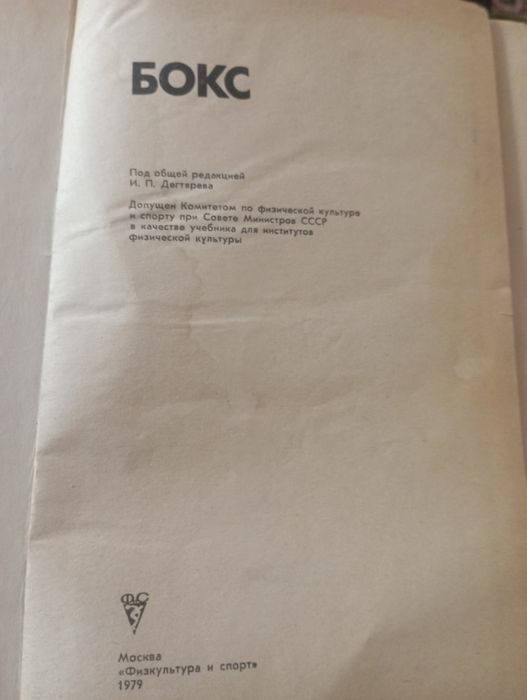 БОКС
Под общей редакцией
И. П. Дегтярева
Допущен Комитетом по физической культуре
и спорту при Совете Министров СССР
в качестве учебника для институтов
физической культуры
ФиС
Москва
«Физкультура и спорт»
1979